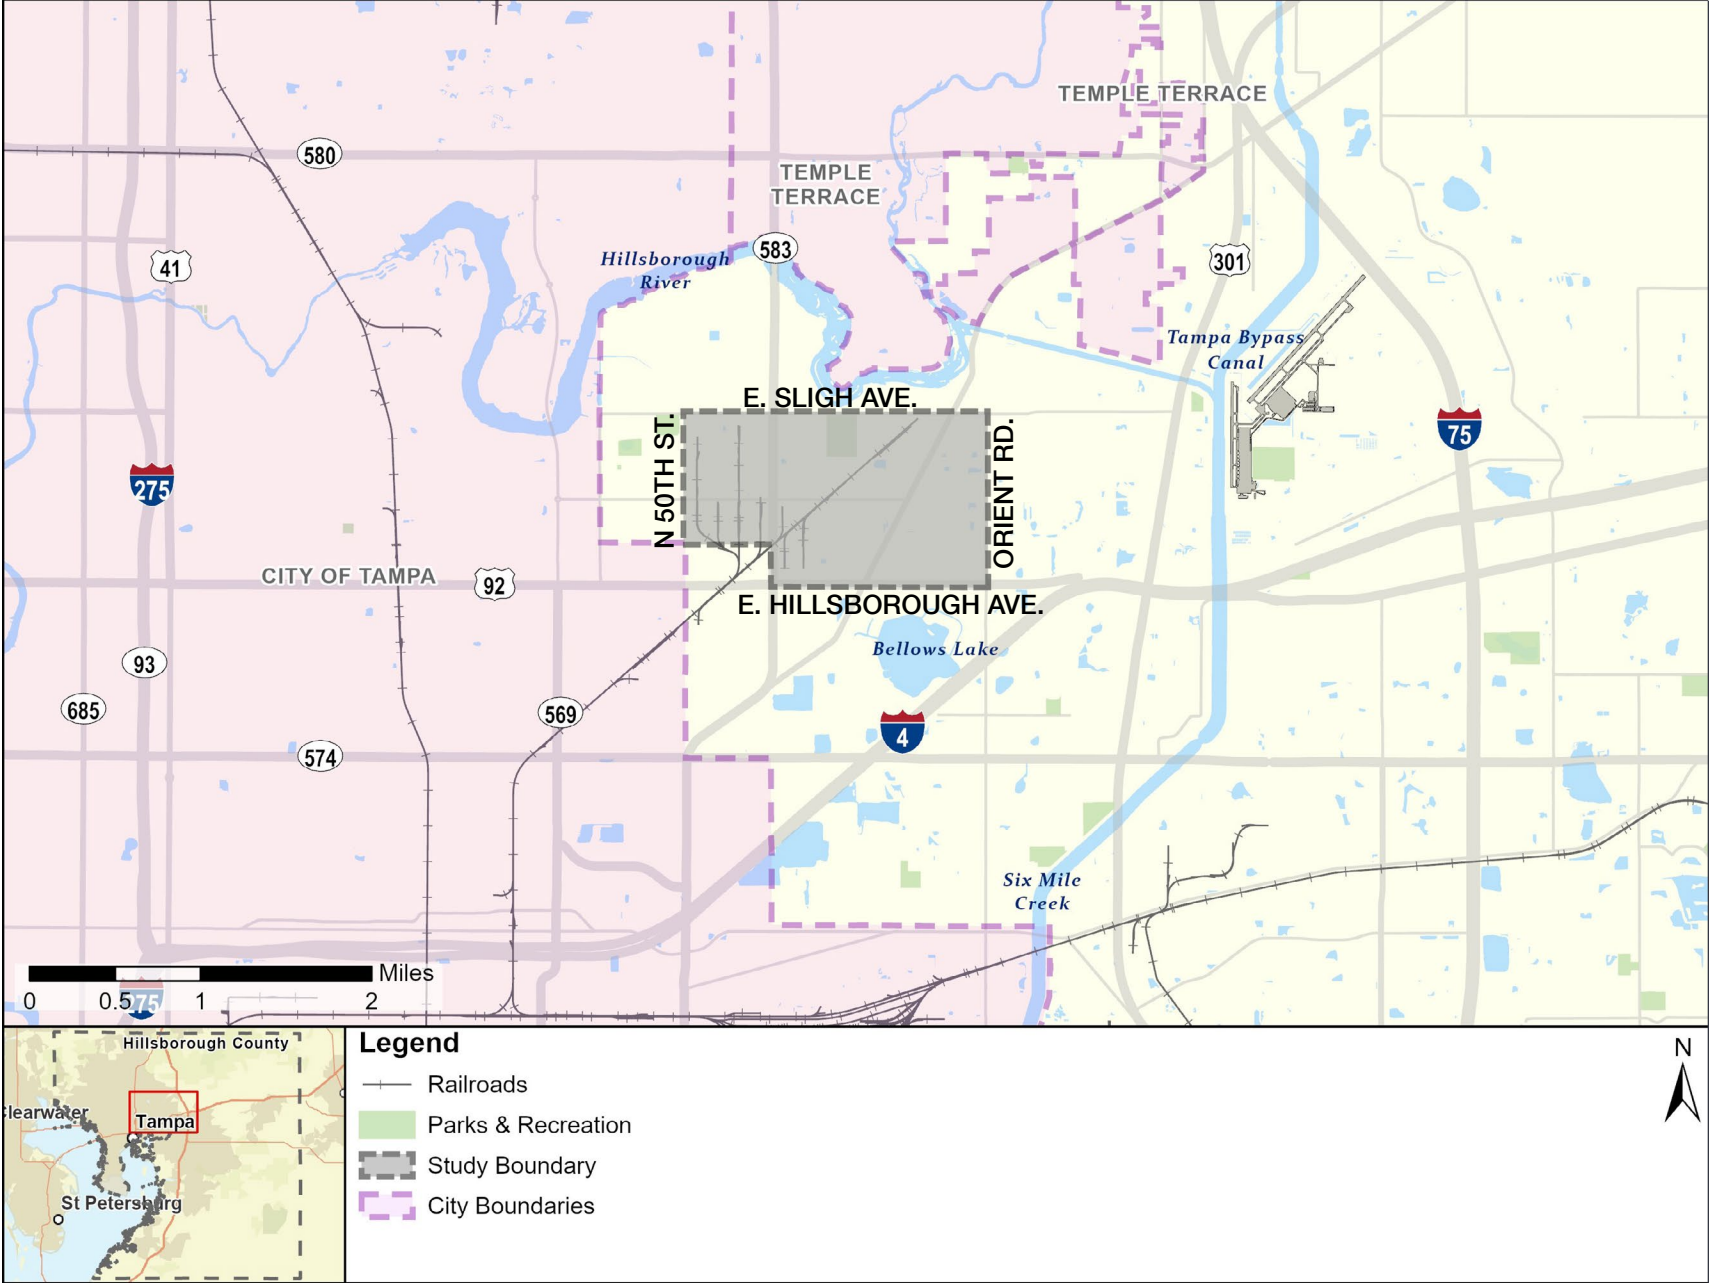 TEMPLE TERRACE
580
TEMPLE
TERRACE
583
Hillsborough
River
41
301
Tampa Bypass
Canal
E. SLIGH AVE.
N 50TH ST.
ORIENT RD.
75
275
CITY OF TAMPA
92
E. HILLSBOROUGH AVE.
Bellows Lake
93
685
569
4
574
Six Mile
Creek
Miles
0
0.5
1
2
275
Hillsborough County
Clearwater
Tampa
St Petersburg
Legend
Railroads
Parks & Recreation
Study Boundary
City Boundaries
N